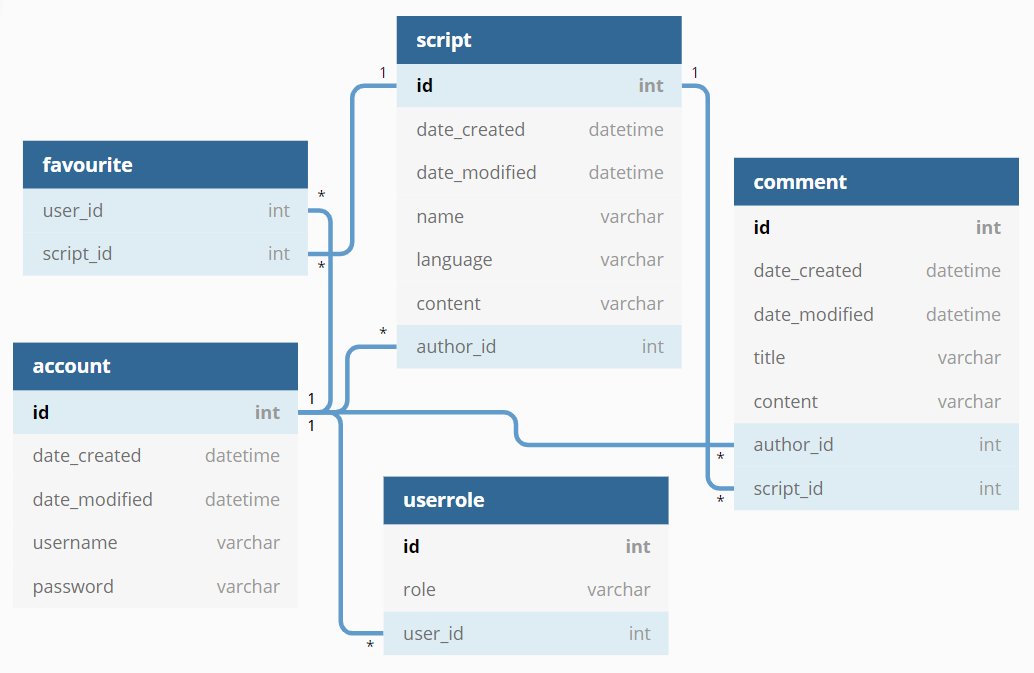 script
1
id int
1
date_created datetime
date_modified datetime
name varchar
language varchar
content varchar
*
author_id int
favourite
*
user_id int
script_id int
*
comment
id int
date_created datetime
date_modified datetime
title varchar
content varchar
author_id int
*
script_id int
*
account
1
id int
1
date_created datetime
date_modified datetime
username varchar
password varchar
userrole
id int
role varchar
user_id int
*